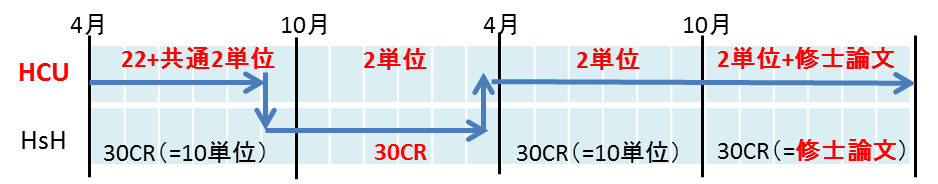 4月 10月 4月 10月
HCU 22+共通2単位 2単位 2単位 2単位+修士論文
HsH 30CR(=10単位) 30CR 30CR(=10単位) 30CR(=修士論文)